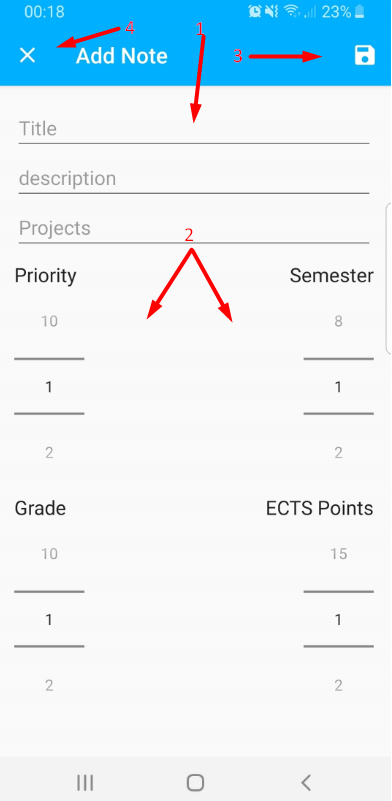 00:18 23%
4 1
Add Note 3
Title
description
Projects
2
Priority Semester
10 8
1 1
2 2
Grade ECTS Points
10 15
1 1
2 2